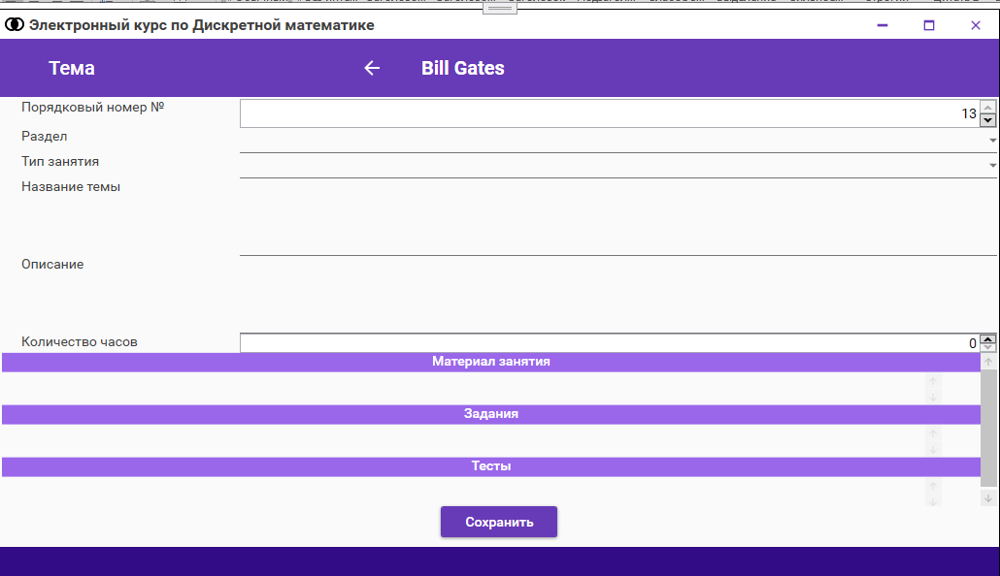 Электронный курс по Дискретной математике
Тема
Bill Gates
Порядковый номер №
13
Раздел
Тип занятия
Название темы
Описание
Количество часов
0
Материал занятия
Задания
Тесты
Сохранить